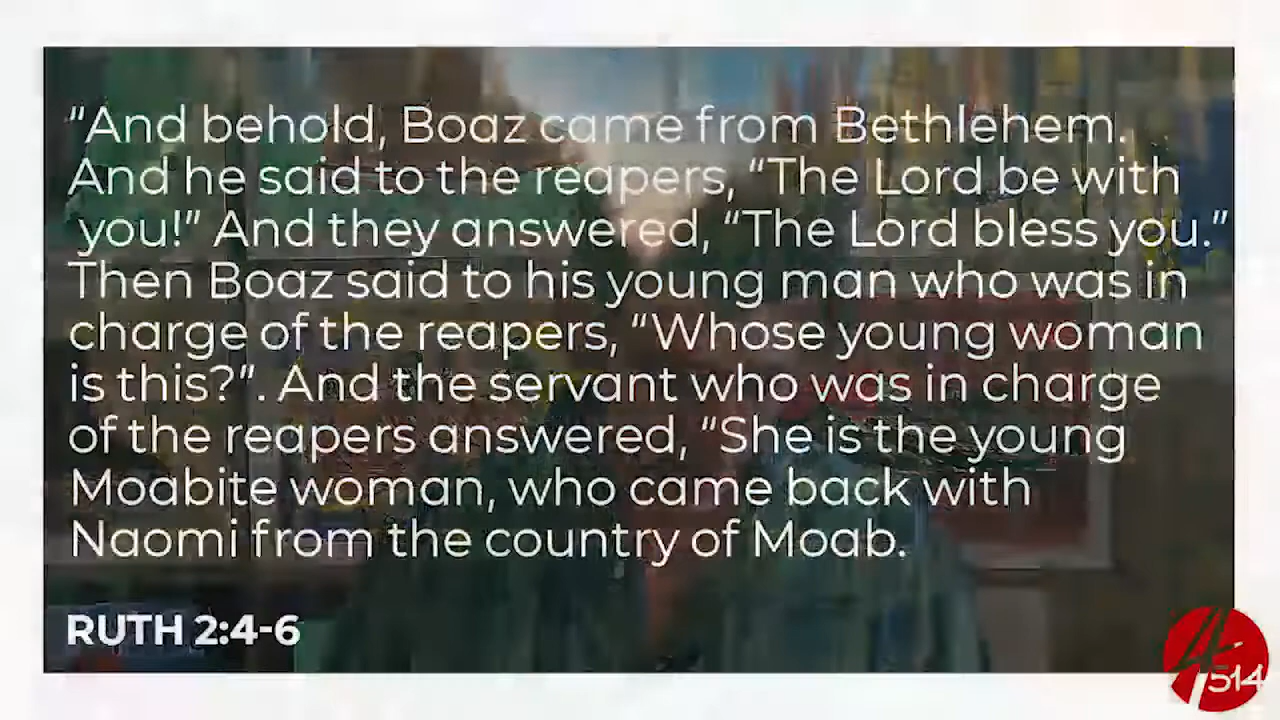 “And behold, Boaz came from Bethlehem.
And he said to the reapers, “The Lord be with
you!” And they answered, “The Lord bless you.”
Then Boaz said to his young man who was in
charge of the reapers, “Whose young woman
is this?”. And the servant who was in charge
of the reapers answered, “She is the young
Moabite woman, who came back with
Naomi from the country of Moab.
RUTH 2:4-6
4
514